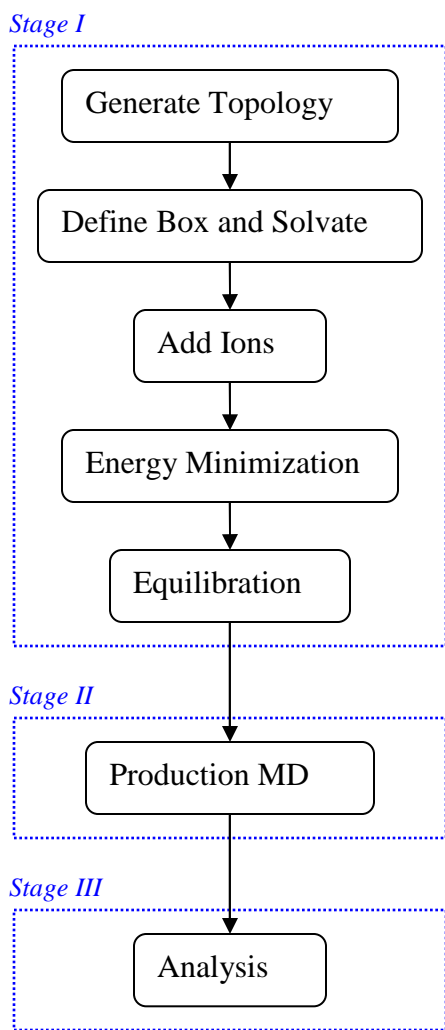 Stage I
Generate Topology
Define Box and Solvate
Add Ions
Energy Minimization
Equilibration
Stage II
Production MD
Stage III
Analysis